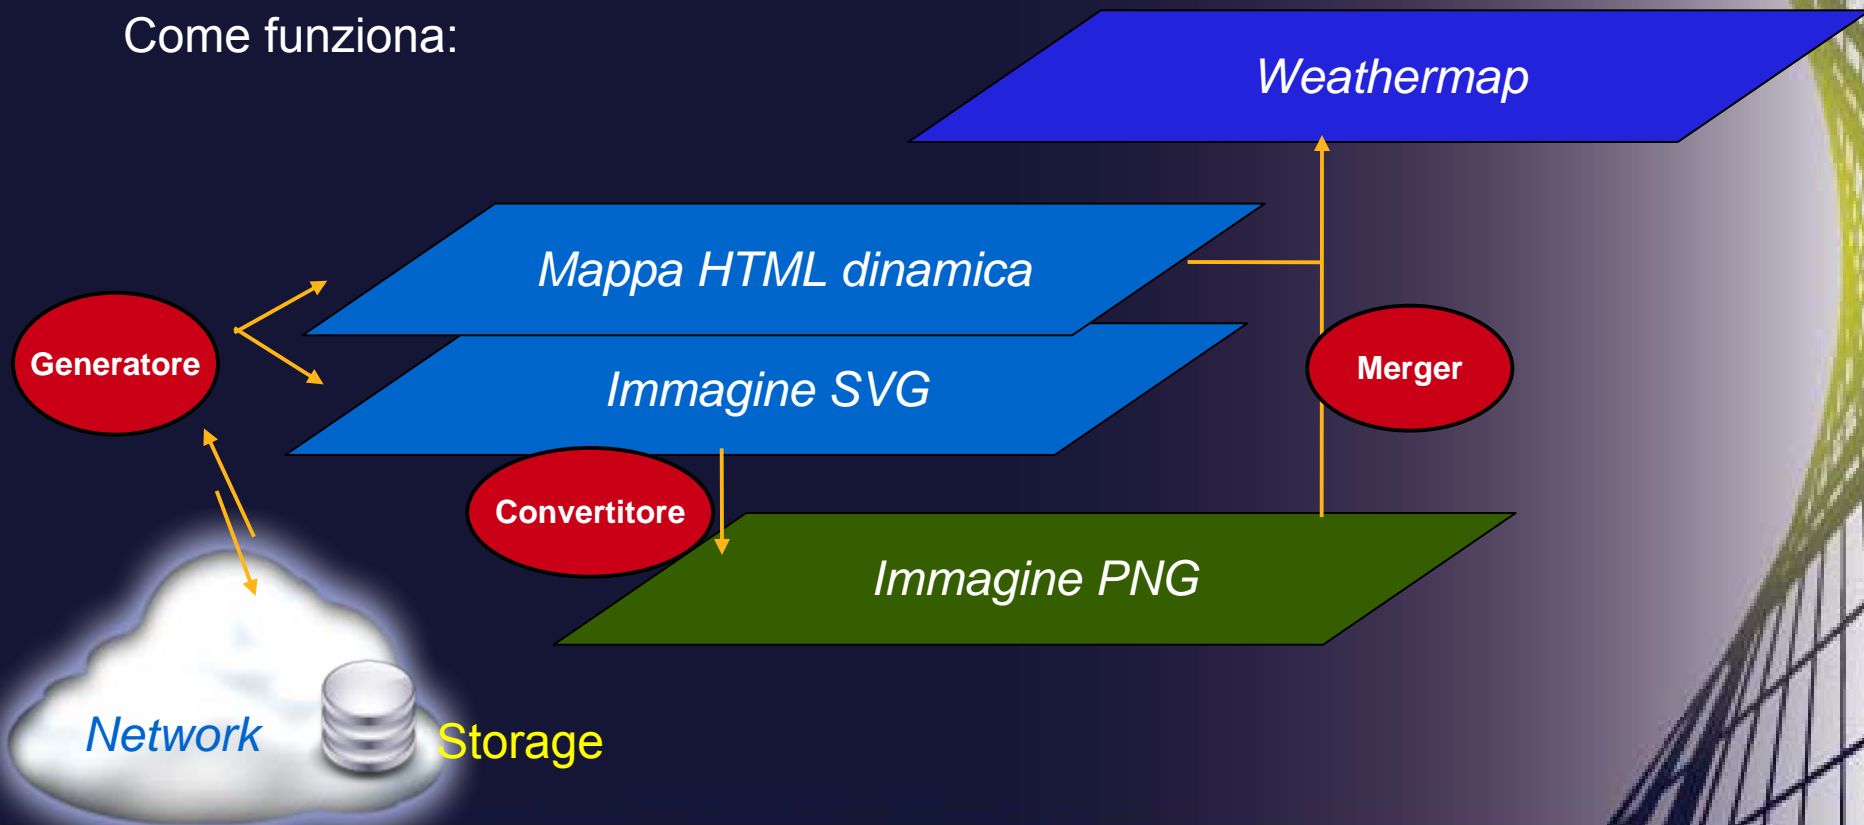 Come funziona:
Weathermap
Mappa HTML dinamica
Generatore
Immagine SVG
Merger
Convertitore
Immagine PNG
Network
Storage